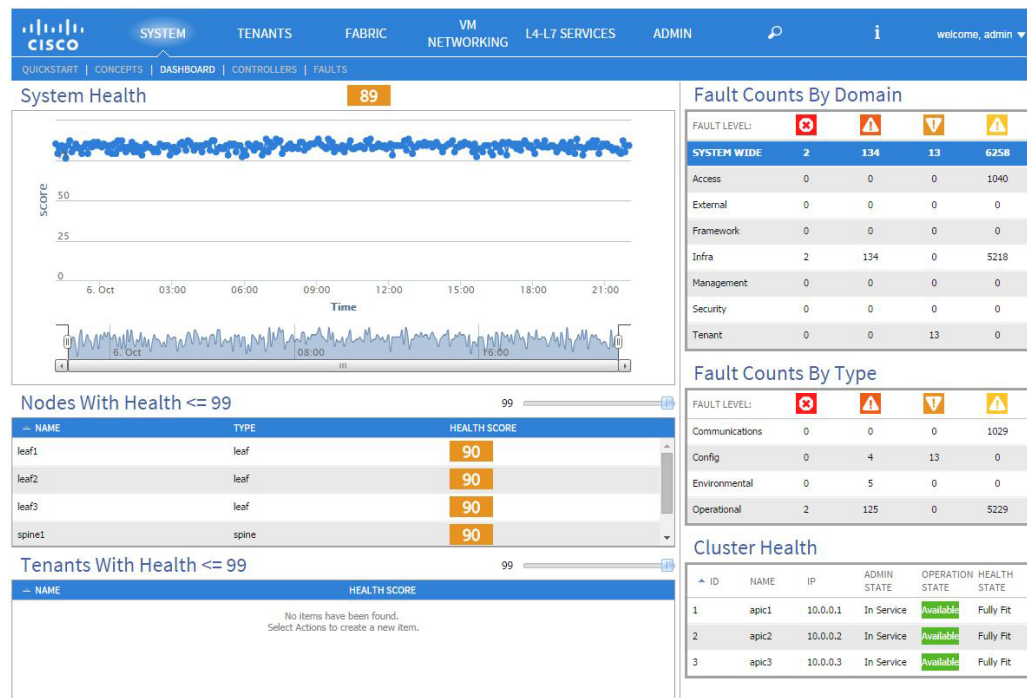 CISCO
SYSTEM TENANTS FABRIC VM NETWORKING L4-L7 SERVICES ADMIN i welcome, admin
QUICKSTART | CONCEPTS | DASHBOARD | CONTROLLERS | FAULTS
System Health 89
score
50
25
0
6. Oct 03:00 06:00 09:00 12:00 15:00 18:00 21:00
Time
6. Oct 08:00 16:00
Nodes With Health <= 99 99
NAME TYPE HEALTH SCORE
leaf1 leaf 90
leaf2 leaf 90
leaf3 leaf 90
spine1 spine 90
Tenants With Health <= 99 99
NAME HEALTH SCORE
No items have been found.
Select Actions to create a new item.
Fault Counts By Domain
FAULT LEVEL:
SYSTEM WIDE 2 134 13 6258
Access 0 0 0 1040
External 0 0 0 0
Framework 0 0 0 0
Infra 2 134 0 5218
Management 0 0 0 0
Security 0 0 0 0
Tenant 0 0 13 0
Fault Counts By Type
FAULT LEVEL:
Communications 0 0 0 1029
Config 0 4 13 0
Environmental 0 5 0 0
Operational 2 125 0 5229
Cluster Health
ID NAME IP ADMIN STATE OPERATION STATE HEALTH STATE
1 apic1 10.0.0.1 In Service Available Fully Fit
2 apic2 10.0.0.2 In Service Available Fully Fit
3 apic3 10.0.0.3 In Service Available Fully Fit